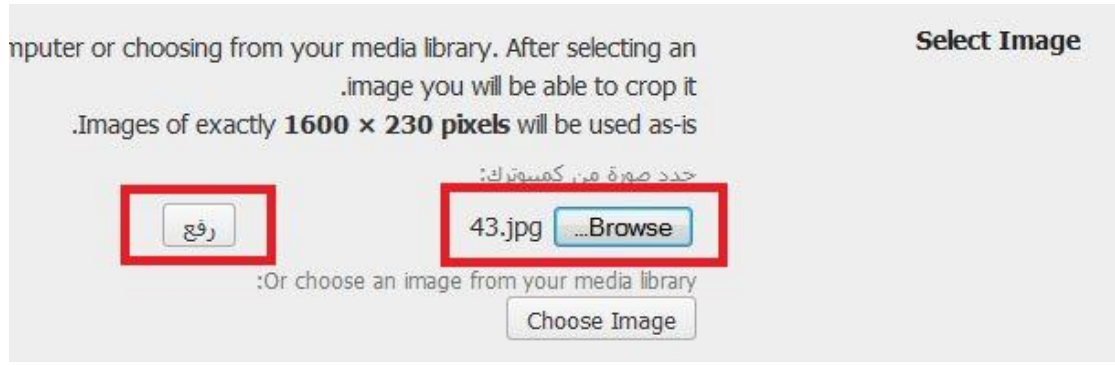 Select Image
mputer or choosing from your media library. After selecting an
.image you will be able to crop it
.Images of exactly 1600 × 230 pixels will be used as-is
حدد صورة من كمبيوترك:
...Browse 43.jpg
رفع
:Or choose an image from your media library
Choose Image